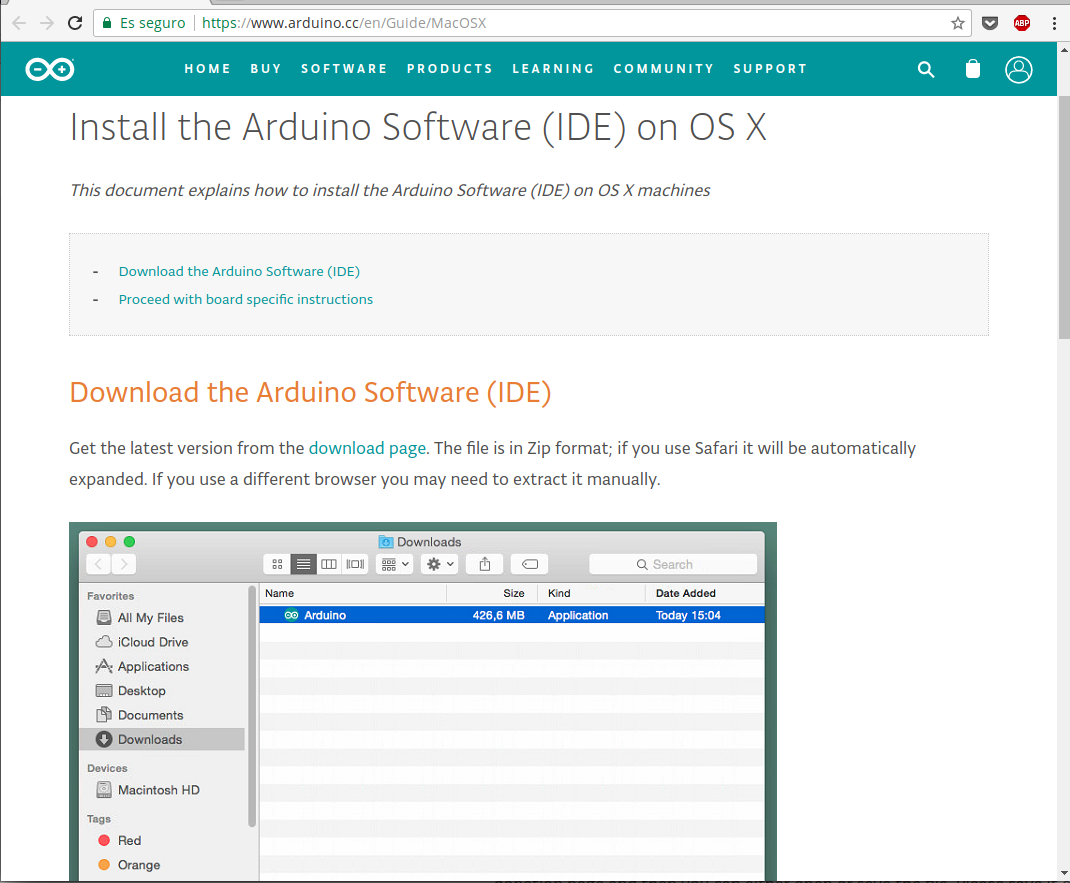 Es seguro https://www.arduino.cc/en/Guide/MacOSX
ABP
HOME BUY SOFTWARE PRODUCTS LEARNING COMMUNITY SUPPORT
Install the Arduino Software (IDE) on OS X
This document explains how to install the Arduino Software (IDE) on OS X machines
- Download the Arduino Software (IDE)
- Proceed with board specific instructions
Download the Arduino Software (IDE)
Get the latest version from the download page. The file is in Zip format; if you use Safari it will be automatically
expanded. If you use a different browser you may need to extract it manually.
Downloads
Search
Favorites
All My Files
iCloud Drive
Applications
Desktop
Documents
Downloads
Devices
Macintosh HD
Tags
Red
Orange
Name Size Kind Date Added
Arduino 426,6 MB Application Today 15:04